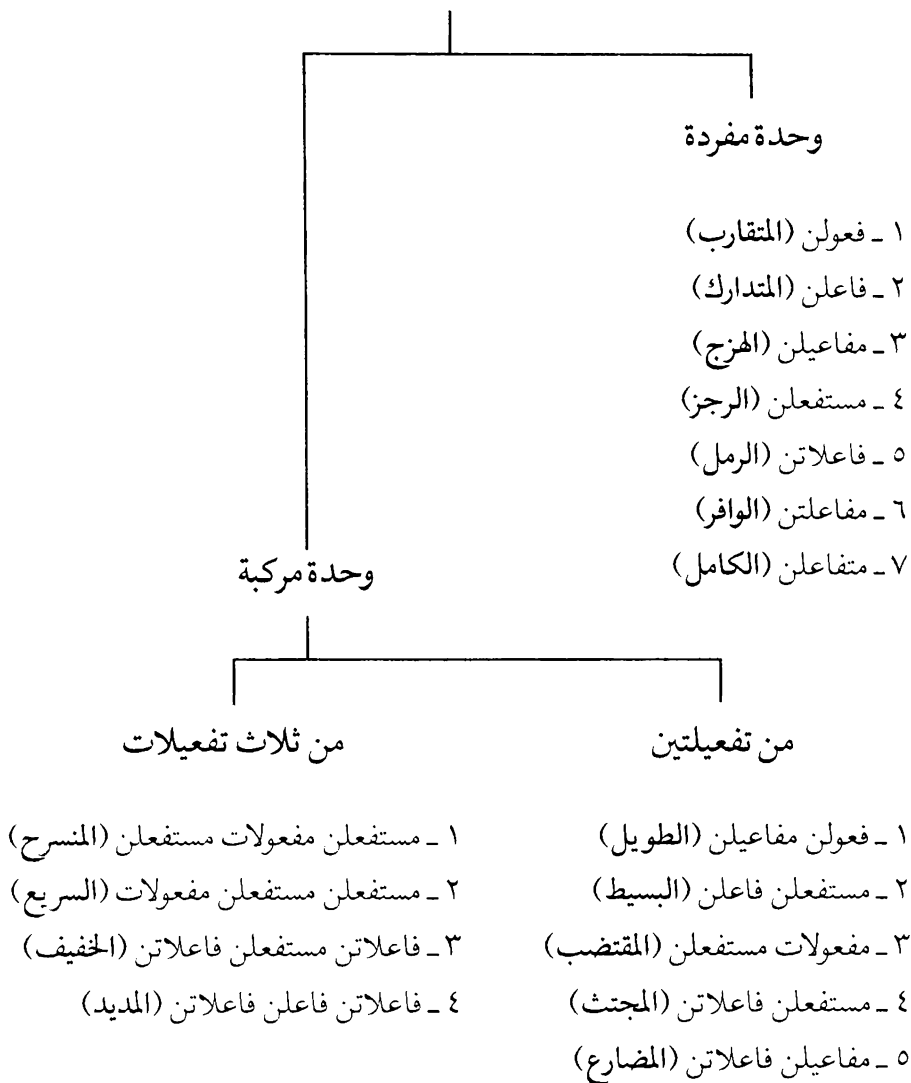 وحدة مفردة
١ ـ فعولن (المتقارب)
٢ ـ فاعلن (المتدارك)
٣ ـ مفاعيلن (الهزج)
٤ ـ مستفعلن (الرجز)
٥ ـ فاعلاتن (الرمل)
٦ ـ مفاعلتن (الوافر)
٧ ـ متفاعلن (الكامل)
وحدة مركبة
من تفعيلتين
١ ـ فعولن مفاعيلن (الطويل)
٢ ـ مستفعلن فاعلن (البسيط)
٣ ـ مفعولات مستفعلن (المقتضب)
٤ ـ مستفعلن فاعلاتن (المجتث)
٥ ـ مفاعيلن فاعلاتن (المضارع)
من ثلاث تفعيلات
١ ـ مستفعلن مفعولات مستفعلن (المنسرح)
٢ ـ مستفعلن مستفعلن مفعولات (السريع)
٣ ـ فاعلاتن مستفعلن فاعلاتن (الخفيف)
٤ ـ فاعلاتن فاعلن فاعلاتن (المديد)